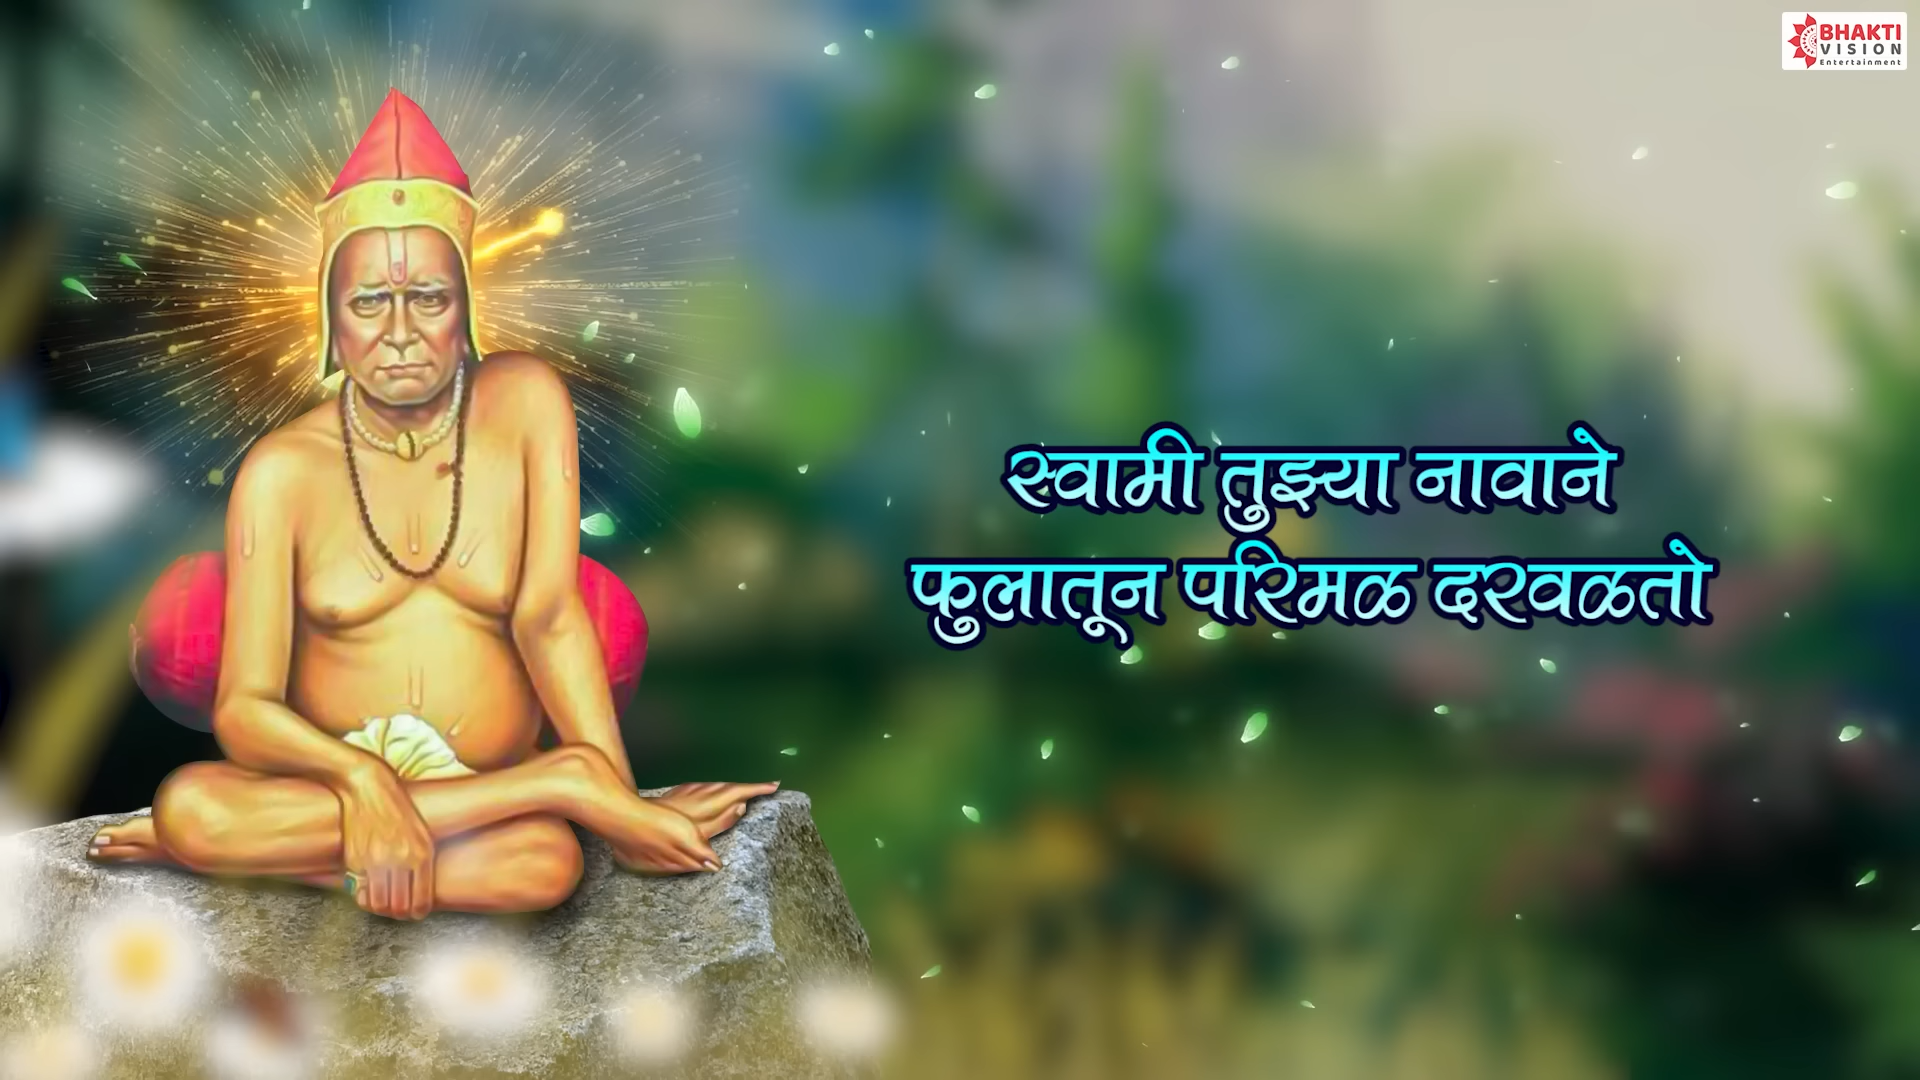 BHAKTI
VISION
Entertainment
स्वामी तुझ्या नावाने
फुलातून परिमळ दरवळतो